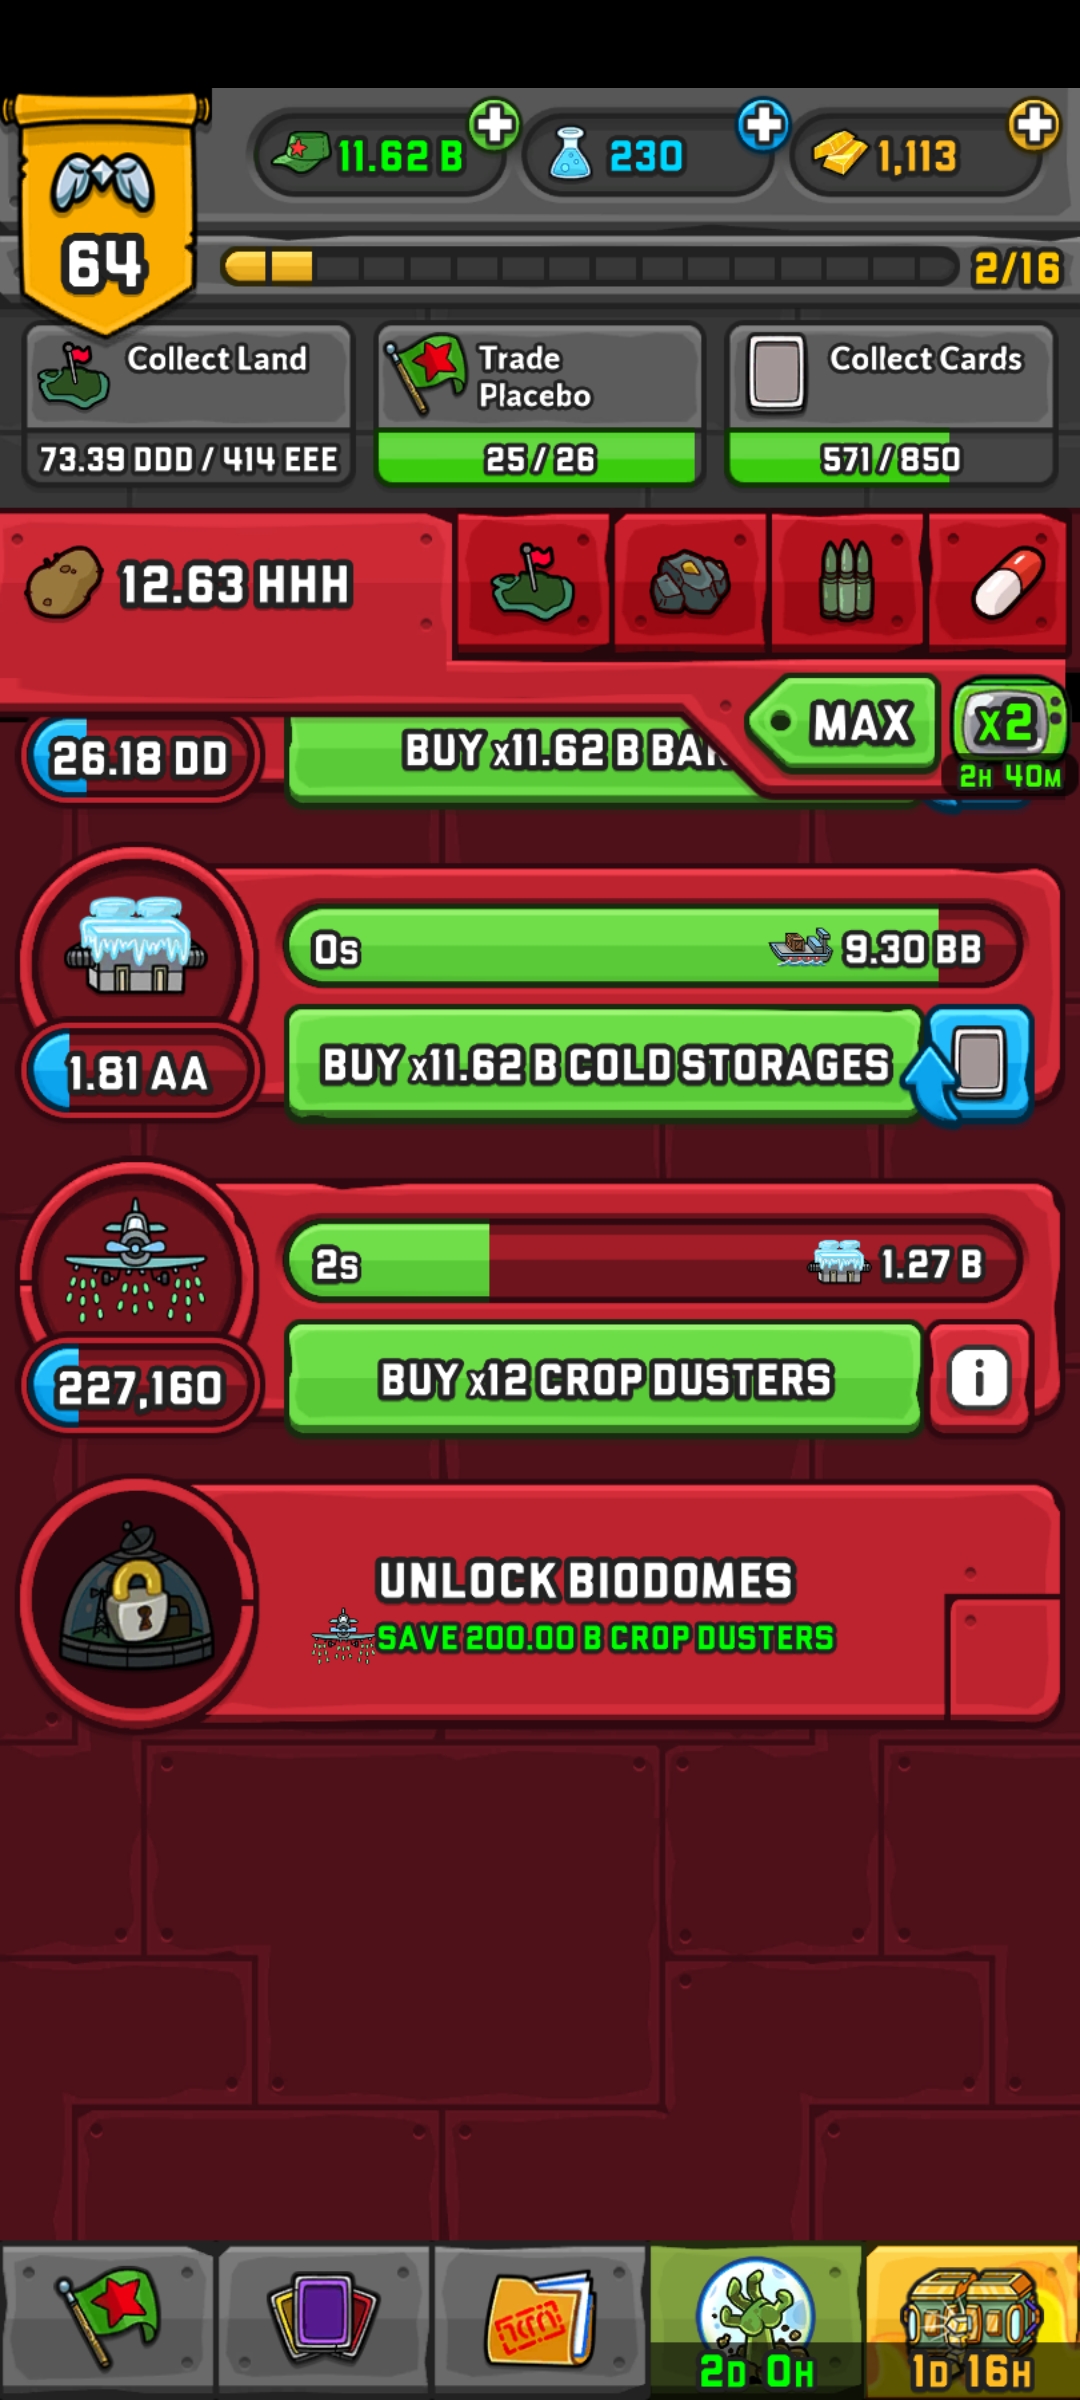 64
11.62 B
230
1,113
2/16
Collect Land
73.39 DDD / 414 EEE
Trade
Placebo
25 / 26
Collect Cards
571 / 850
12.63 HHH
MAX
x2
2H 40M
26.18 DD
BUY x11.62 B
0s
9.30 BB
1.81 AA
BUY x11.62 B COLD STORAGES
2s
1.27 B
227,160
BUY x12 CROP DUSTERS
i
UNLOCK BIODOMES
SAVE 200.00 B CROP DUSTERS
2D 0H
1D 16H